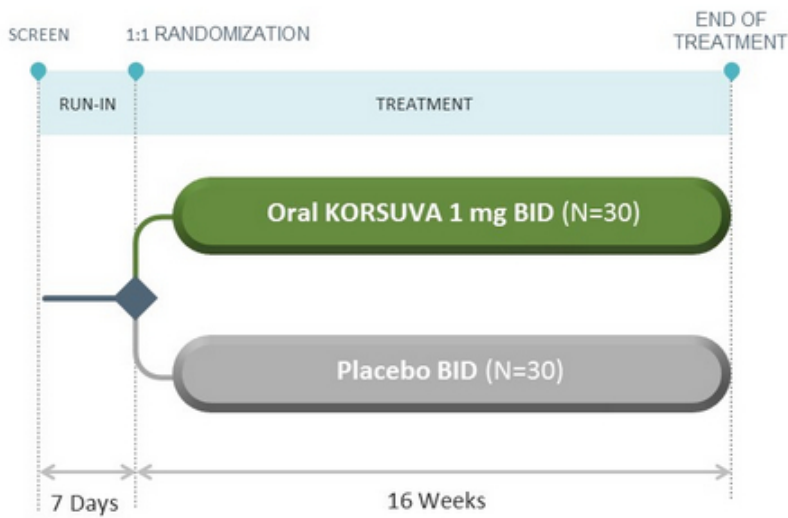 SCREEN
1:1 RANDOMIZATION
END OF
TREATMENT
RUN-IN
TREATMENT
Oral KORSUVA 1 mg BID (N=30)
Placebo BID (N=30)
7 Days
16 Weeks